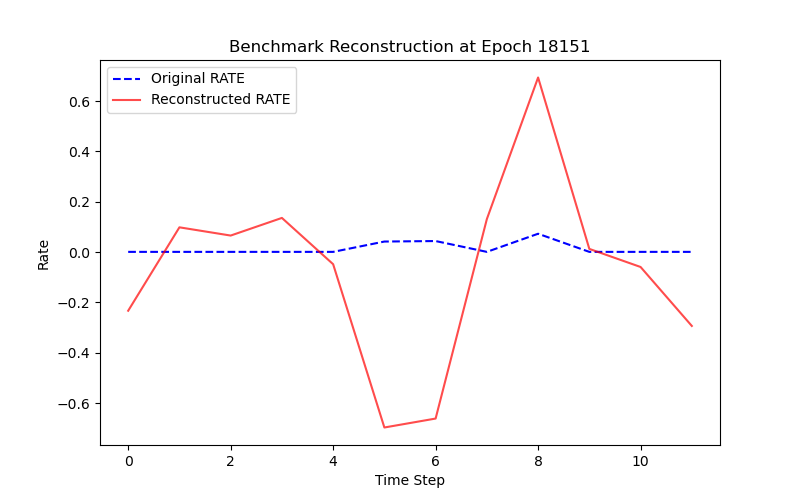 Benchmark Reconstruction at Epoch 18151
Original RATE
Reconstructed RATE
0.6
0.4
0.2
0.0
−0.2
−0.4
−0.6
Rate
0 2 4 6 8 10
Time Step